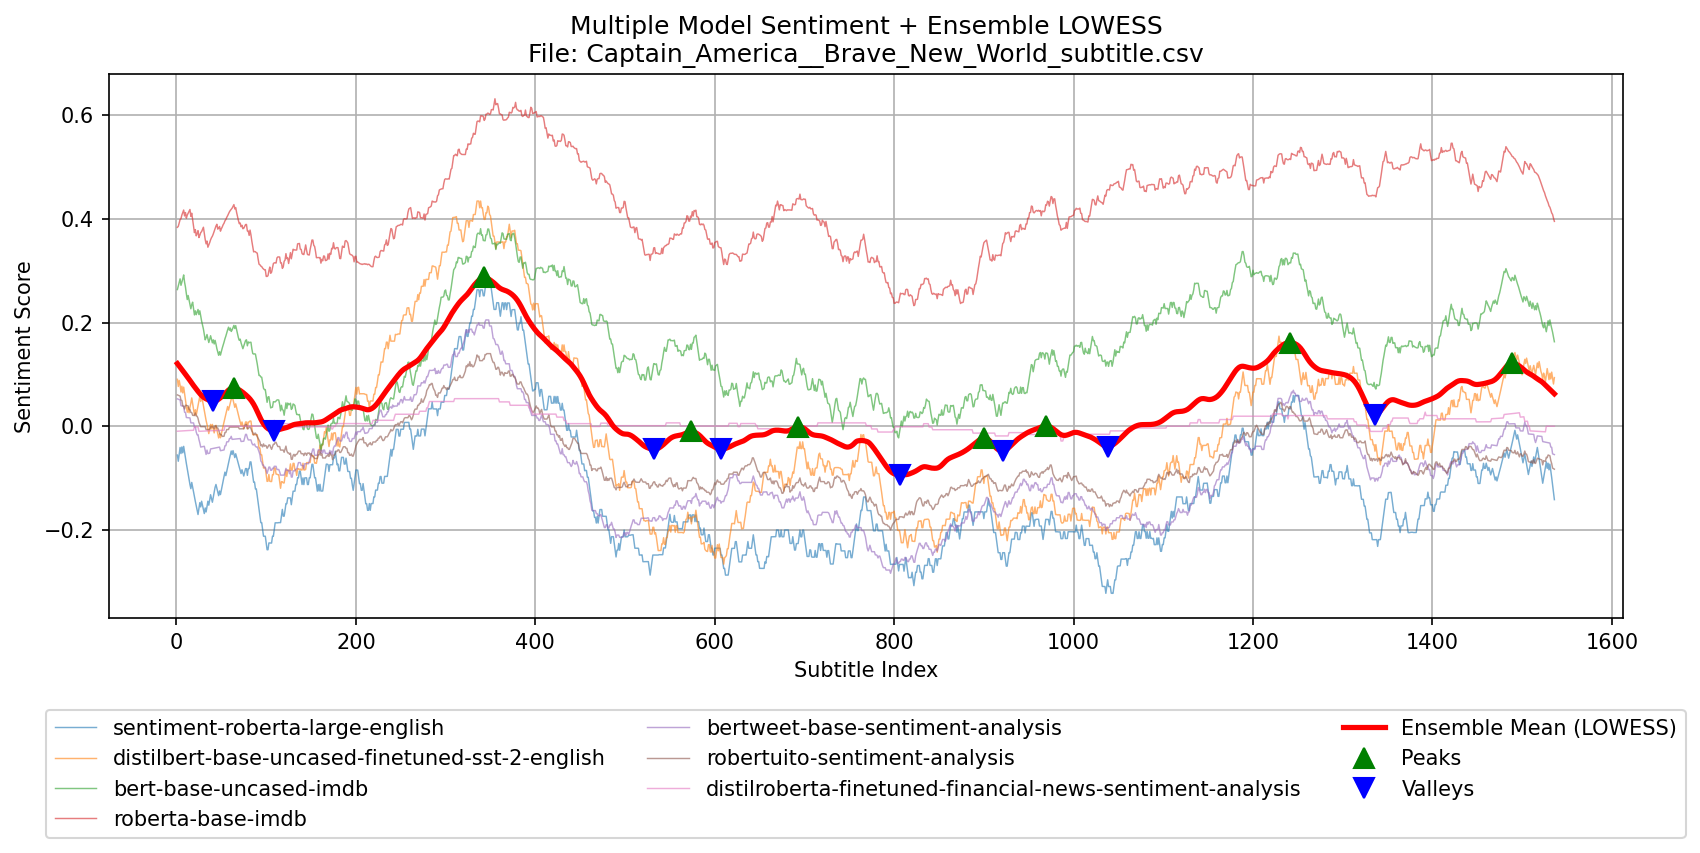 Multiple Model Sentiment + Ensemble LOWESS
File: Captain_America__Brave_New_World_subtitle.csv
Sentiment Score
0.6
0.4
0.2
0.0
−0.2
0 200 400 600 800 1000 1200 1400 1600
Subtitle Index
sentiment-roberta-large-english
distilbert-base-uncased-finetuned-sst-2-english
bert-base-uncased-imdb
roberta-base-imdb
bertweet-base-sentiment-analysis
robertuito-sentiment-analysis
distilroberta-finetuned-financial-news-sentiment-analysis
Ensemble Mean (LOWESS)
Peaks
Valleys